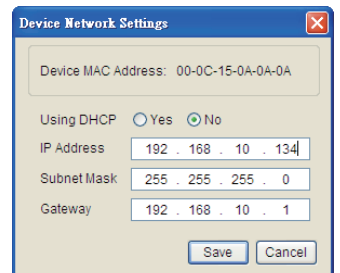 Device Network Settings
Device MAC Address: 00-0C-15-0A-0A-0A
Using DHCP Yes No
IP Address 192 . 168 . 10 . 134
Subnet Mask 255 . 255 . 255 . 0
Gateway 192 . 168 . 10 . 1
Save Cancel